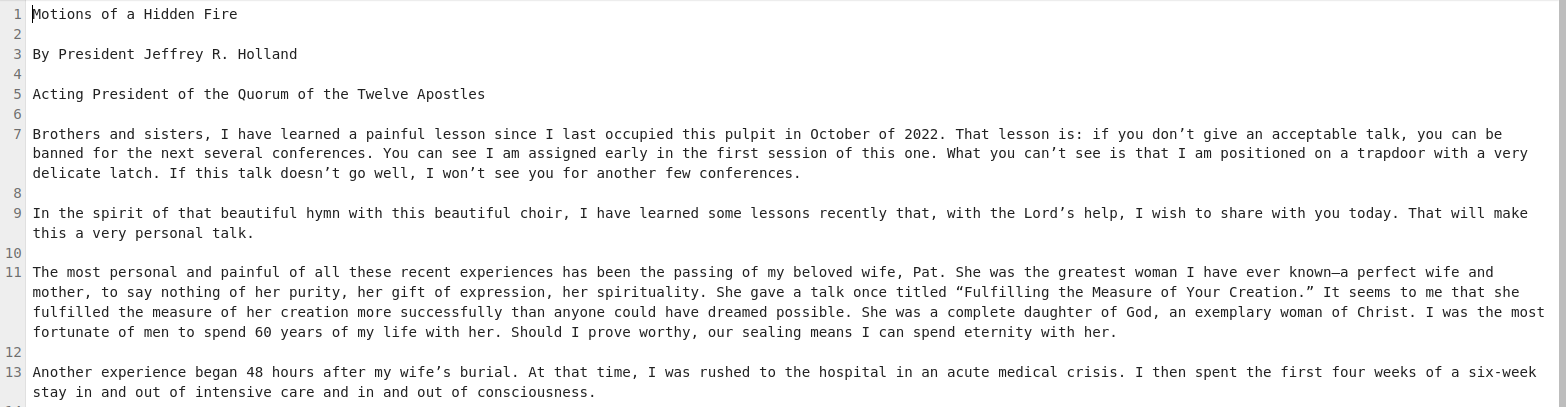 1 Motions of a Hidden Fire
2
3 By President Jeffrey R. Holland
4
5 Acting President of the Quorum of the Twelve Apostles
6
7 Brothers and sisters, I have learned a painful lesson since I last occupied this pulpit in October of 2022. That lesson is: if you don’t give an acceptable talk, you can be
banned for the next several conferences. You can see I am assigned early in the first session of this one. What you can’t see is that I am positioned on a trapdoor with a very
delicate latch. If this talk doesn’t go well, I won’t see you for another few conferences.
8
9 In the spirit of that beautiful hymn with this beautiful choir, I have learned some lessons recently that, with the Lord’s help, I wish to share with you today. That will make
this a very personal talk.
10
11 The most personal and painful of all these recent experiences has been the passing of my beloved wife, Pat. She was the greatest woman I have ever known—a perfect wife and
mother, to say nothing of her purity, her gift of expression, her spirituality. She gave a talk once titled “Fulfilling the Measure of Your Creation.” It seems to me that she
fulfilled the measure of her creation more successfully than anyone could have dreamed possible. She was a complete daughter of God, an exemplary woman of Christ. I was the most
fortunate of men to spend 60 years of my life with her. Should I prove worthy, our sealing means I can spend eternity with her.
12
13 Another experience began 48 hours after my wife’s burial. At that time, I was rushed to the hospital in an acute medical crisis. I then spent the first four weeks of a six-week
stay in and out of intensive care and in and out of consciousness.